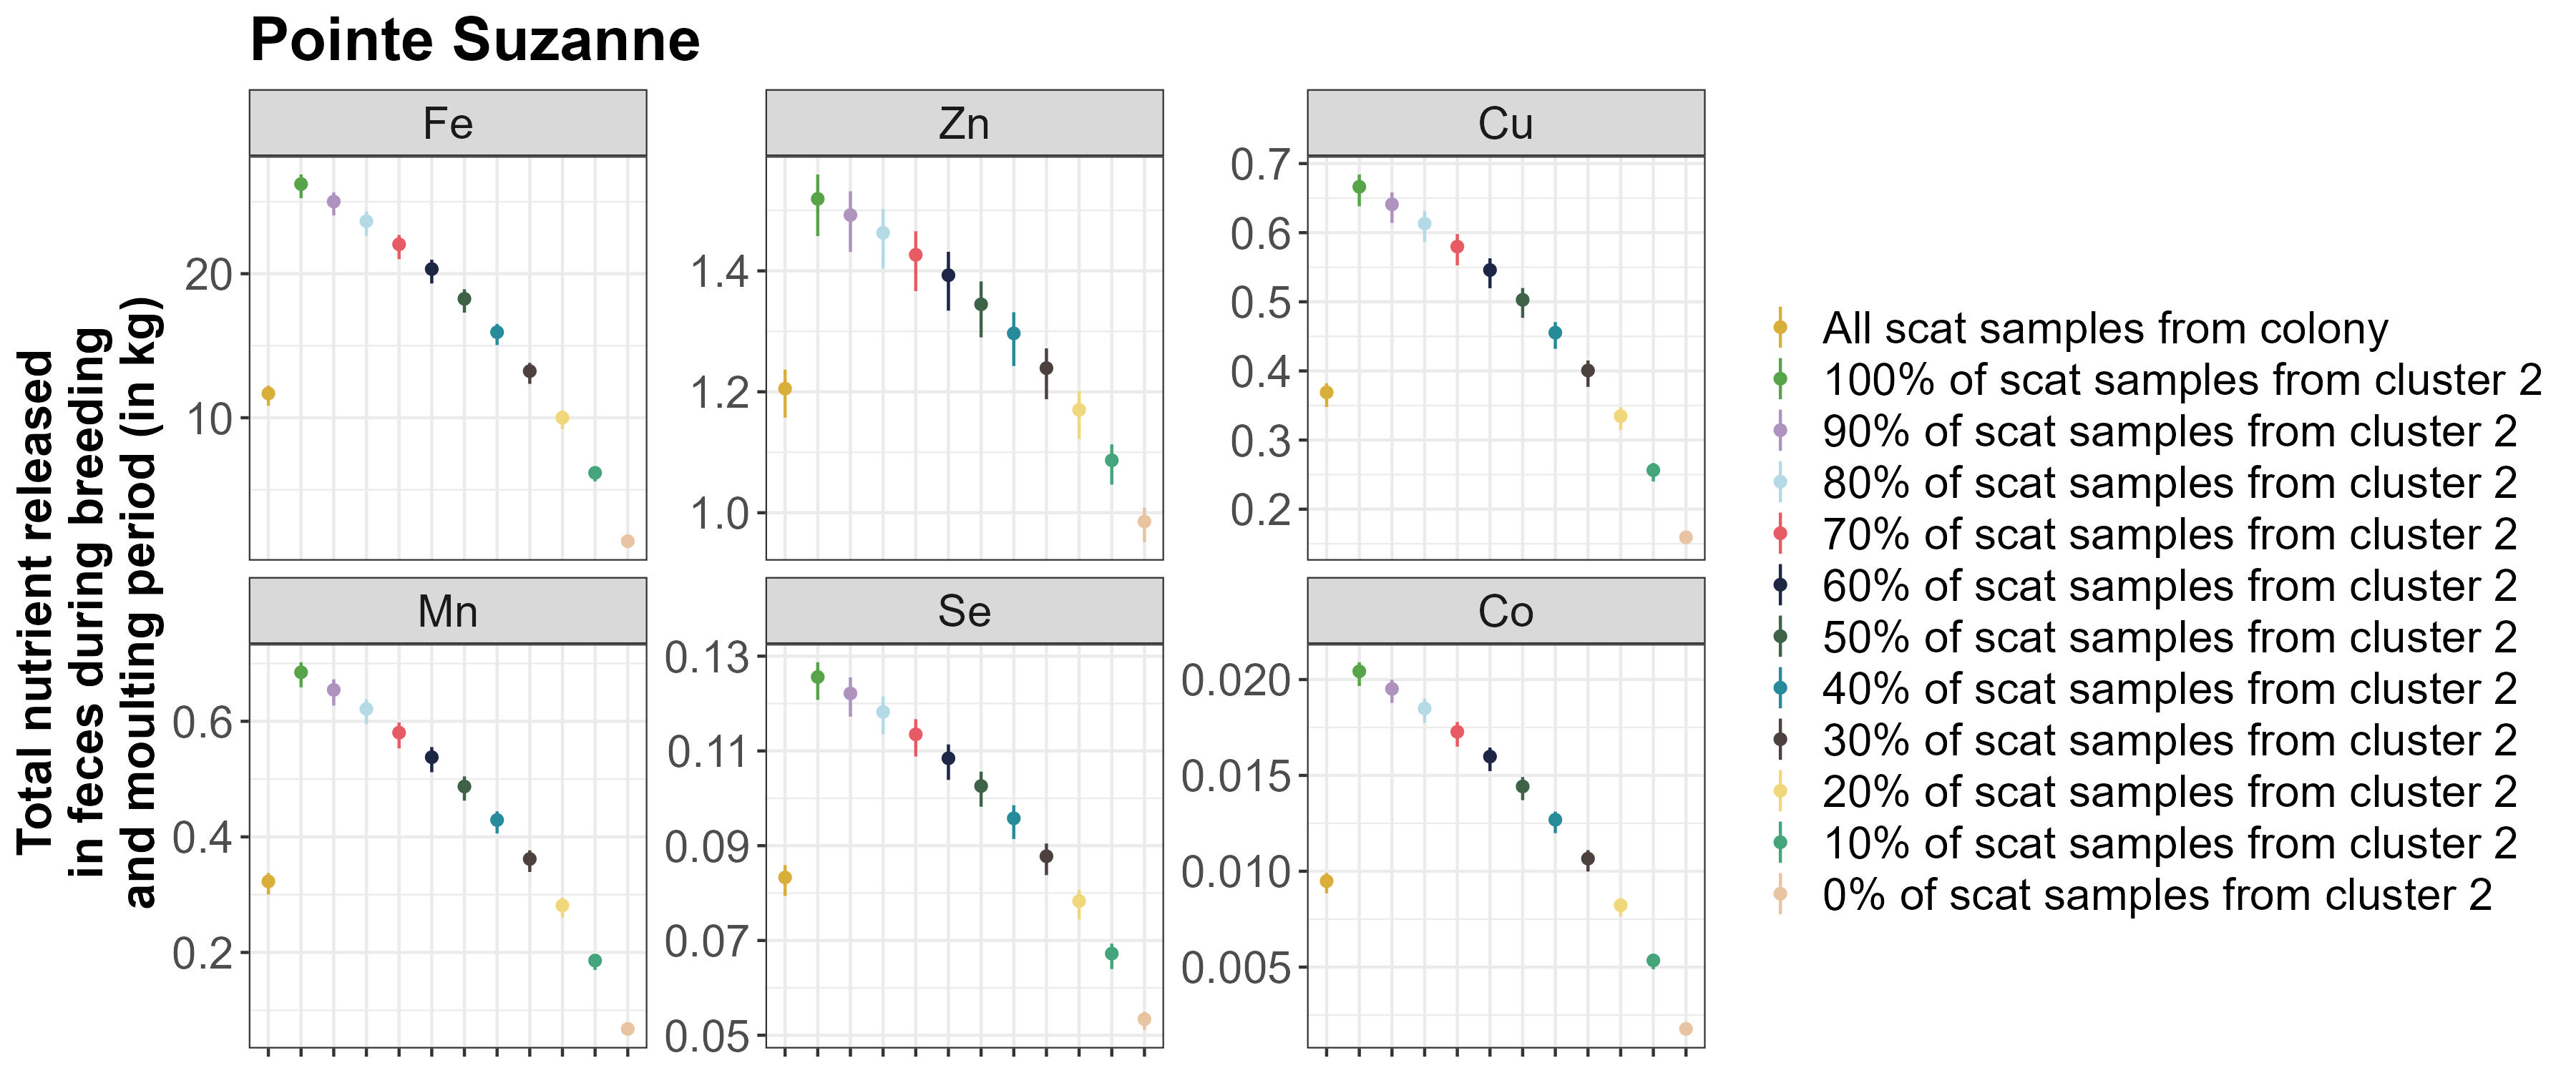 Pointe Suzanne
Total nutrient released
in feces during breeding
and moulting period (in kg)
Fe
20
10
Zn
1.4
1.2
1.0
Cu
0.7
0.6
0.5
0.4
0.3
0.2
Mn
0.6
0.4
0.2
Se
0.13
0.11
0.09
0.07
0.05
Co
0.020
0.015
0.010
0.005
All scat samples from colony
100% of scat samples from cluster 2
90% of scat samples from cluster 2
80% of scat samples from cluster 2
70% of scat samples from cluster 2
60% of scat samples from cluster 2
50% of scat samples from cluster 2
40% of scat samples from cluster 2
30% of scat samples from cluster 2
20% of scat samples from cluster 2
10% of scat samples from cluster 2
0% of scat samples from cluster 2